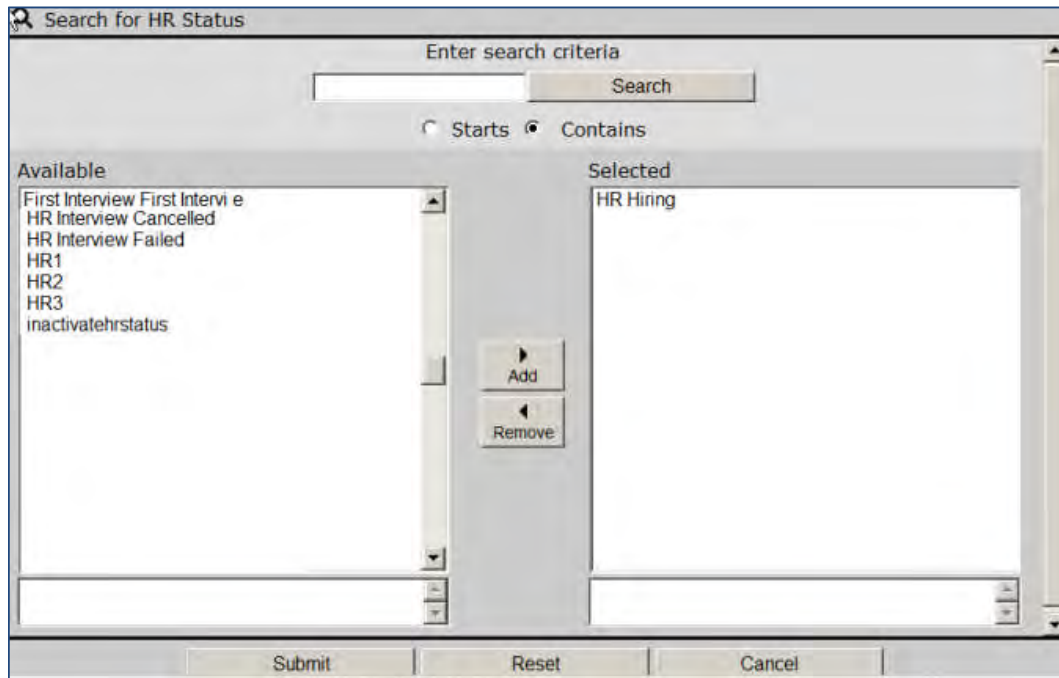 Search for HR Status
Enter search criteria
Search
Starts Contains
Available
First Interview First Intervi e
HR Interview Cancelled
HR Interview Failed
HR1
HR2
HR3
inactivatehrstatus
Add
Remove
Selected
HR Hiring
Submit Reset Cancel